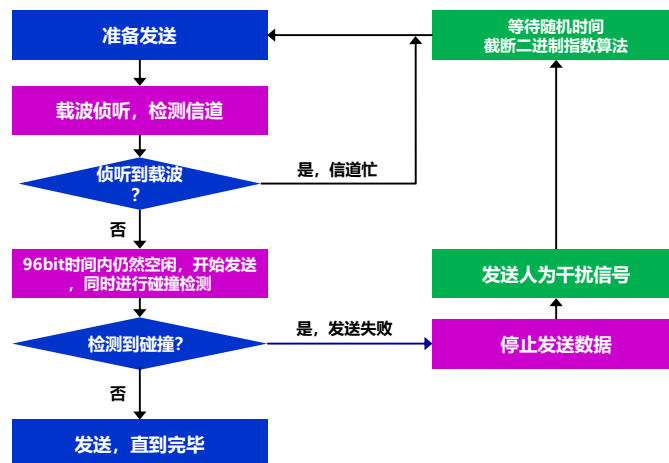 准备发送
等待随机时间
截断二进制指数算法
载波侦听，检测信道
侦听到载波
？
是，信道忙
否
96bit时间内仍然空闲，开始发送
，同时进行碰撞检测
发送人为干扰信号
检测到碰撞？
是，发送失败
停止发送数据
否
发送，直到完毕